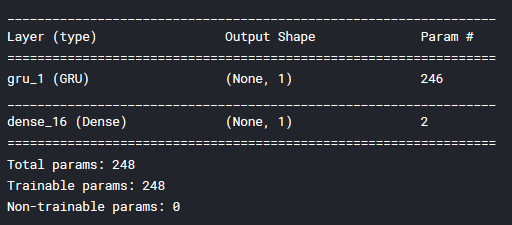 _________________________________________________________________
Layer (type)                 Output Shape              Param #
=================================================================
gru_1 (GRU)                  (None, 1)                 246
_________________________________________________________________
dense_16 (Dense)             (None, 1)                 2
=================================================================
Total params: 248
Trainable params: 248
Non-trainable params: 0